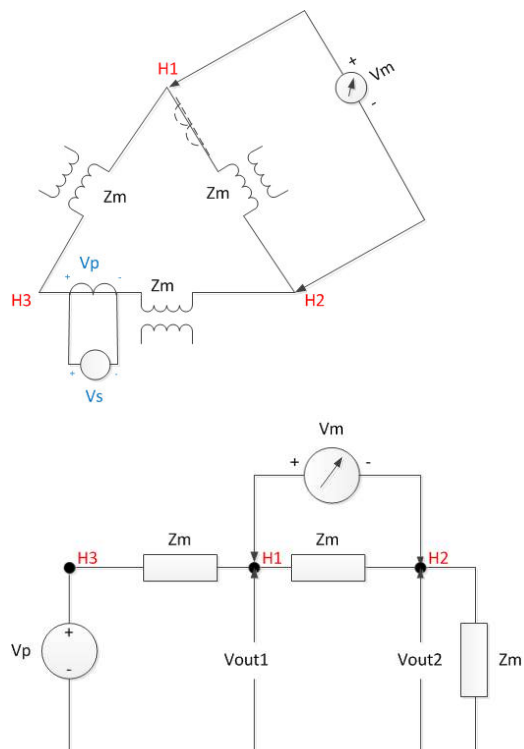 H1
+
Vm
-
Zm
Zm
Vp
+ -
Zm
H3
H2
+ -
Vs
Vm
+ -
Zm
H1
Zm
H2
H3
+
Vp
-
Vout1
Vout2
Zm